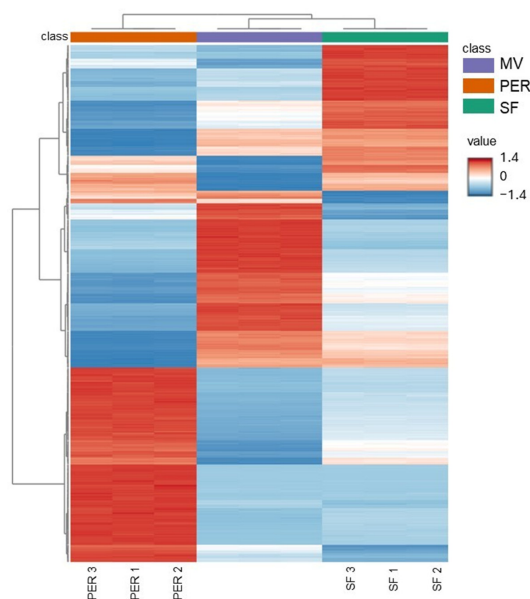 class
class
MV
PER
SF
value
1.4
0
−1.4
PER 3
PER 1
PER 2
SF 3
SF 1
SF 2